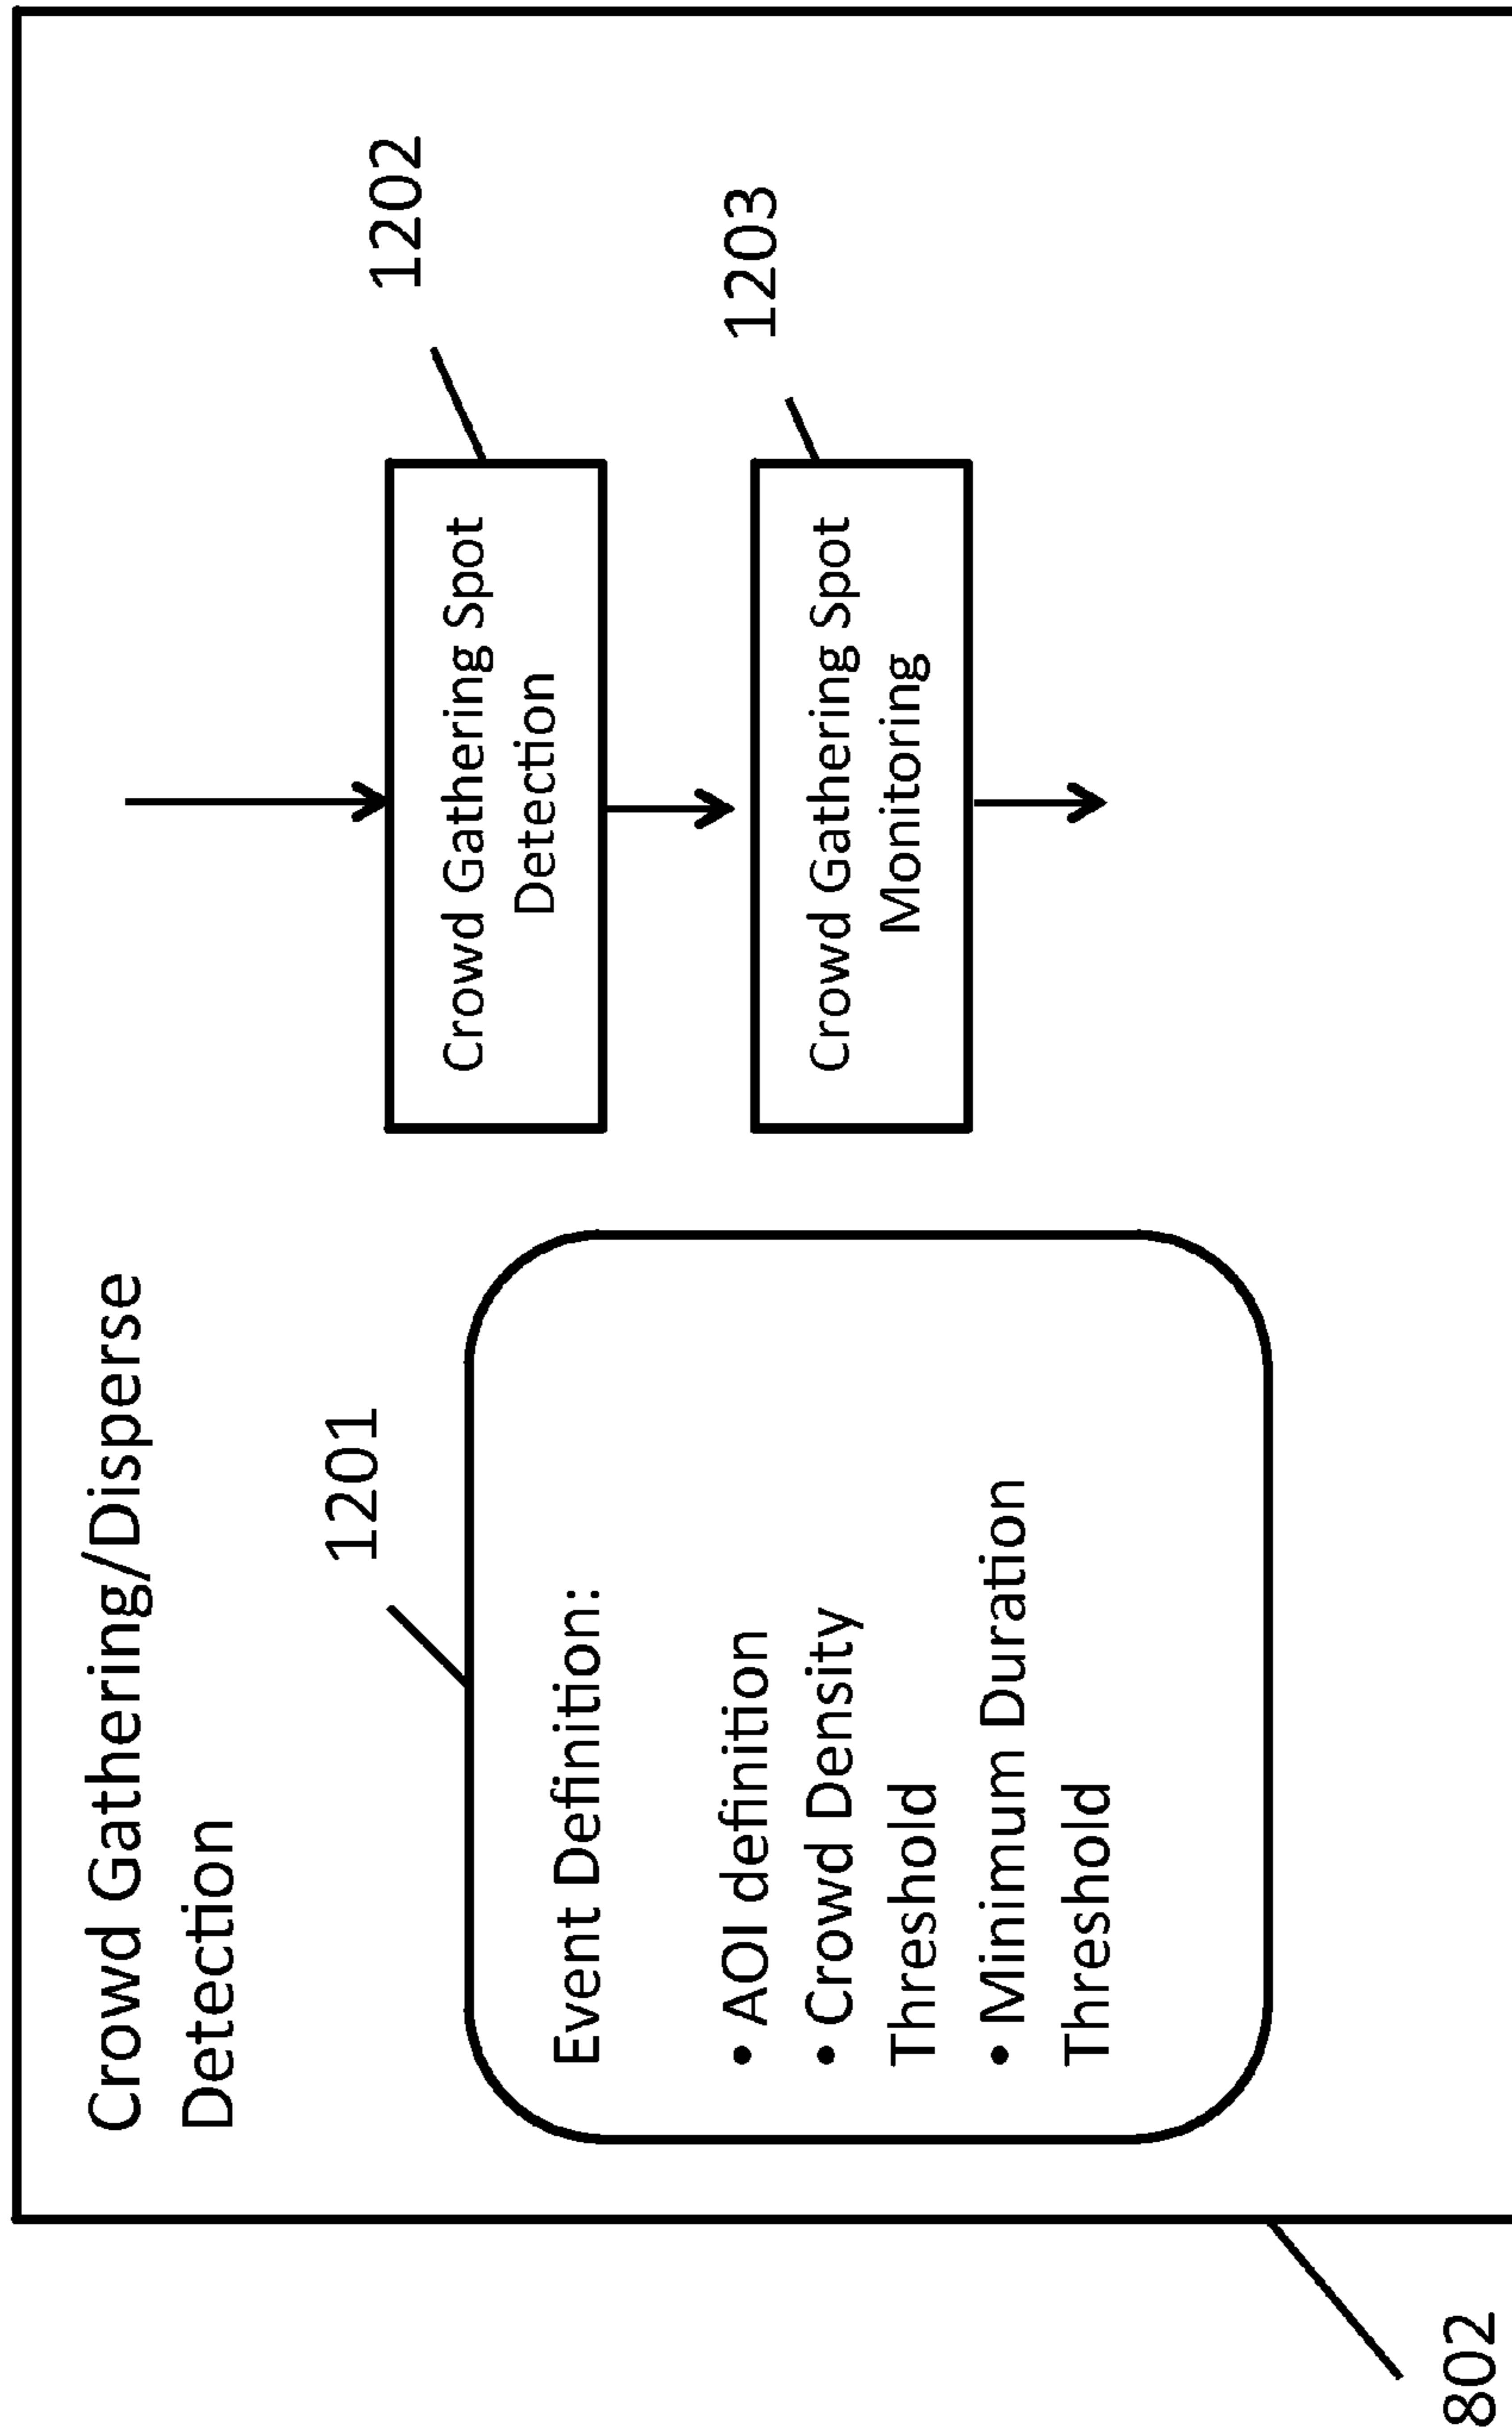 Crowd Gathering/Disperse
Detection
1201
Event Definition:
• AOI definition
• Crowd Density
Threshold
• Minimum Duration
Threshold
1202
Crowd Gathering Spot
Detection
1203
Crowd Gathering Spot
Monitoring
802